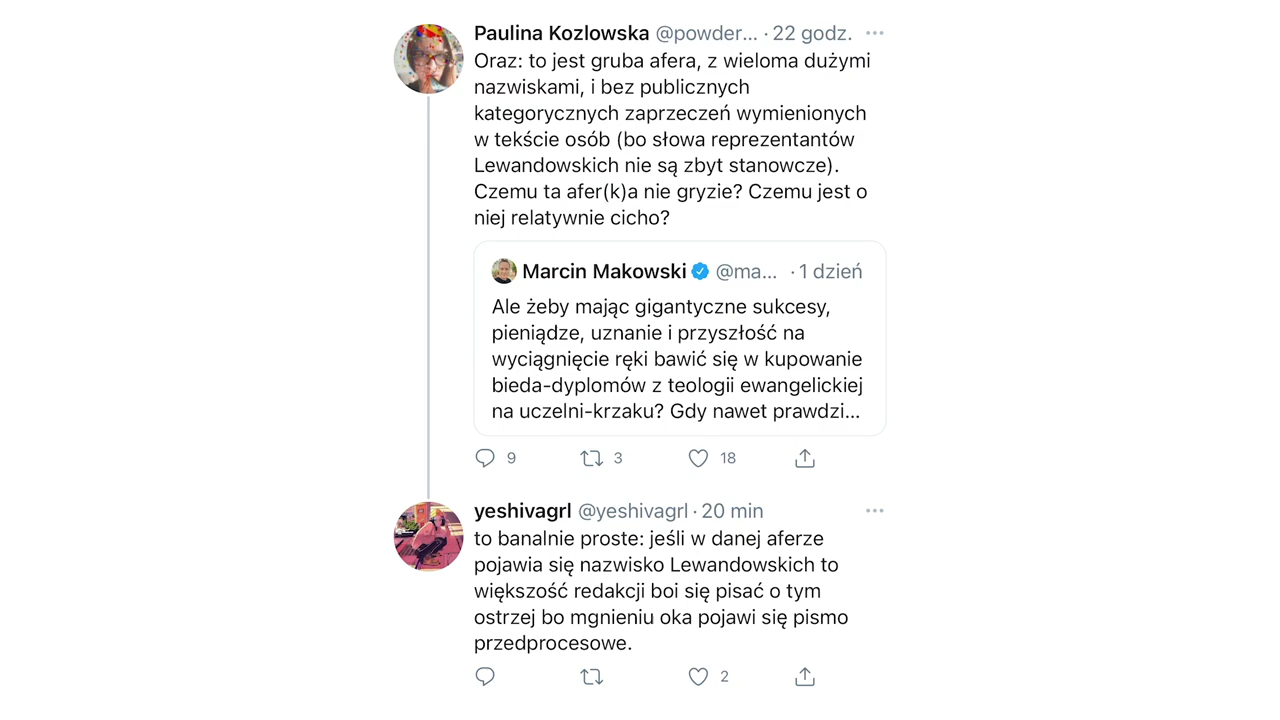 Paulina Kozlowska @powder... · 22 godz.
Oraz: to jest gruba afera, z wieloma dużymi
nazwiskami, i bez publicznych
kategorycznych zaprzeczeń wymienionych
w tekście osób (bo słowa reprezentantów
Lewandowskich nie są zbyt stanowcze).
Czemu ta afer(k)a nie gryzie? Czemu jest o
niej relatywnie cicho?
Marcin Makowski @ma... · 1 dzień
Ale żeby mając gigantyczne sukcesy,
pieniądze, uznanie i przyszłość na
wyciągnięcie ręki bawić się w kupowanie
bieda-dyplomów z teologii ewangelickiej
na uczelni-krzaku? Gdy nawet prawdzi...
9 3 18
yeshivagrl @yeshivagrl · 20 min
to banalnie proste: jeśli w danej aferze
pojawia się nazwisko Lewandowskich to
większość redakcji boi się pisać o tym
ostrzej bo mgnieniu oka pojawi się pismo
przedprocesowe.
2